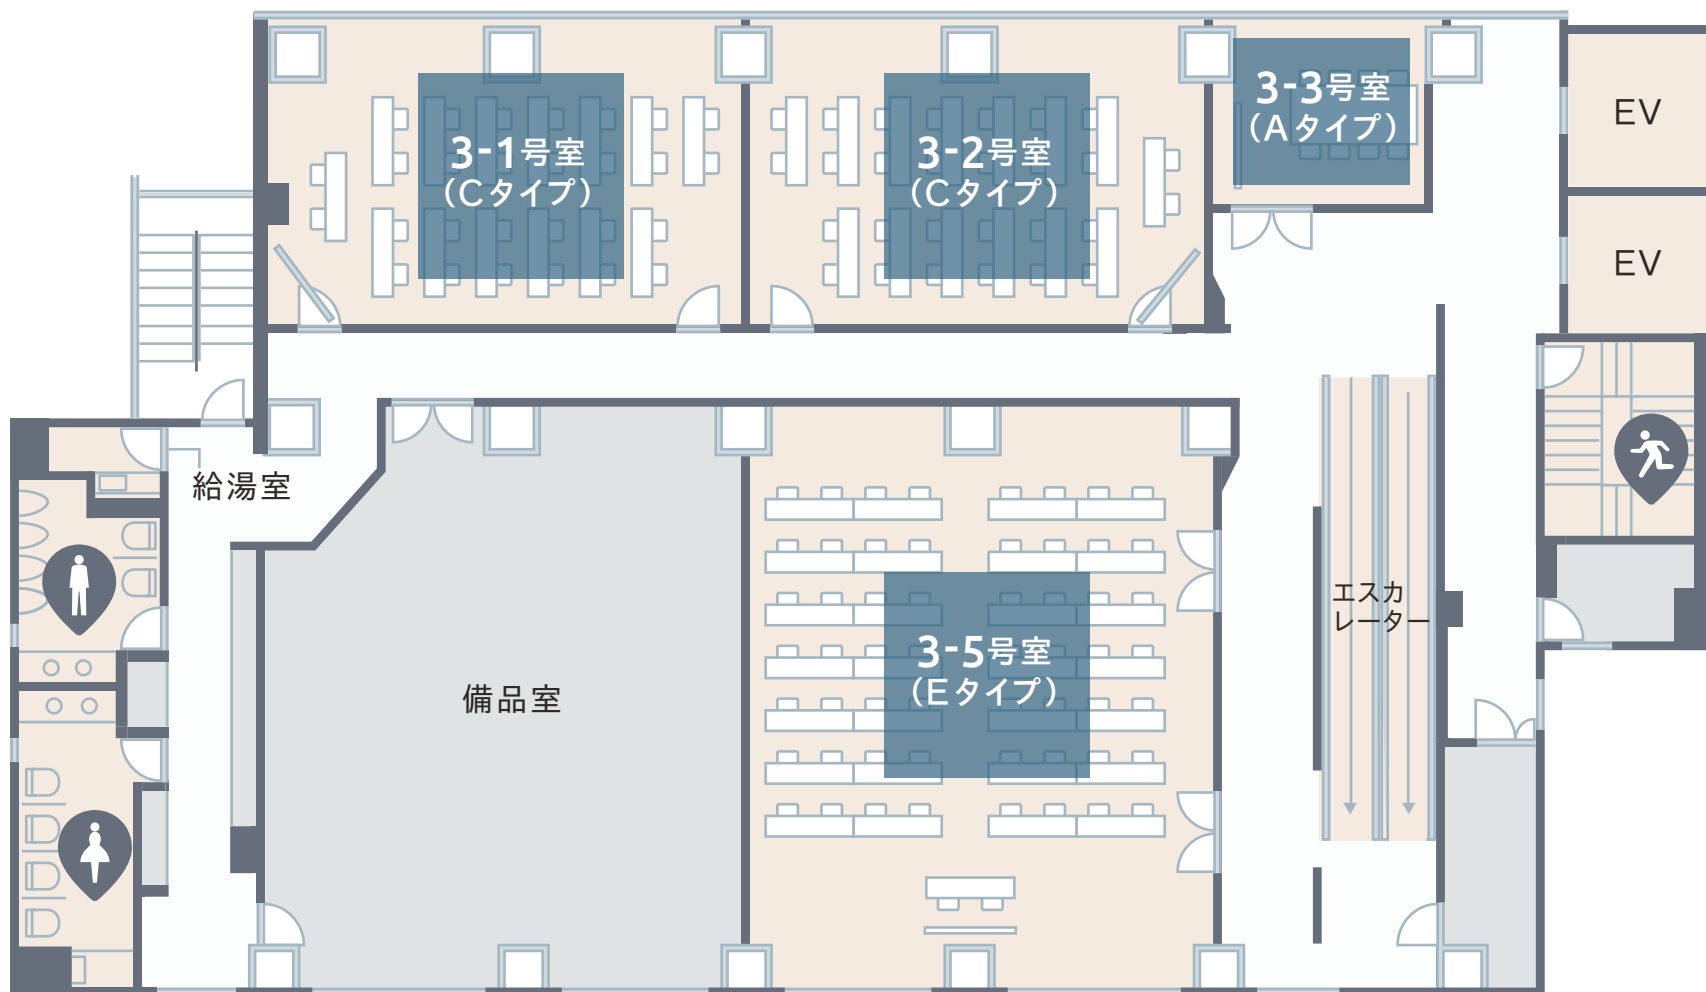 3-1号室
（Cタイプ）
3-2号室
（Cタイプ）
3-3号室
（Aタイプ）
EV
EV
給湯室
備品室
3-5号室
（Eタイプ）
エスカ
レーター